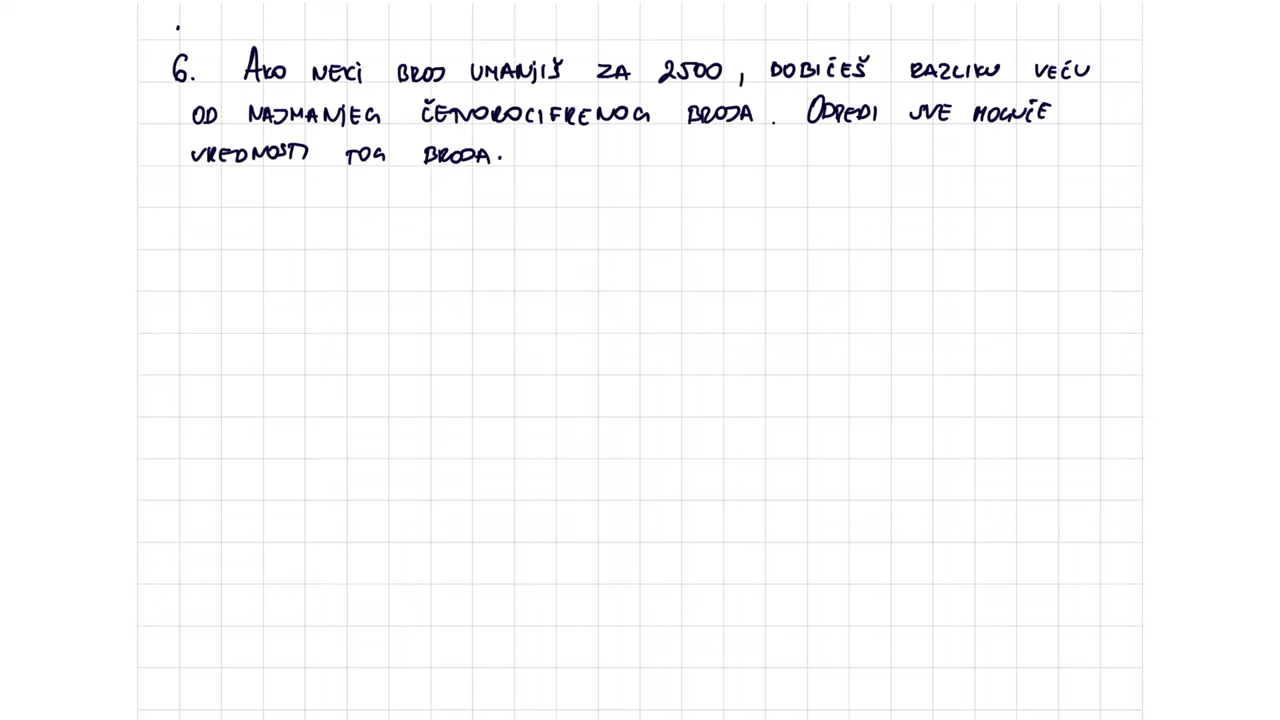 6. Ako neki broj umanjiš za 2500, dobićeš razliku veću
od najmanjeg četvorocifrenog broja. Odredi sve moguće
vrednosti tog broja.